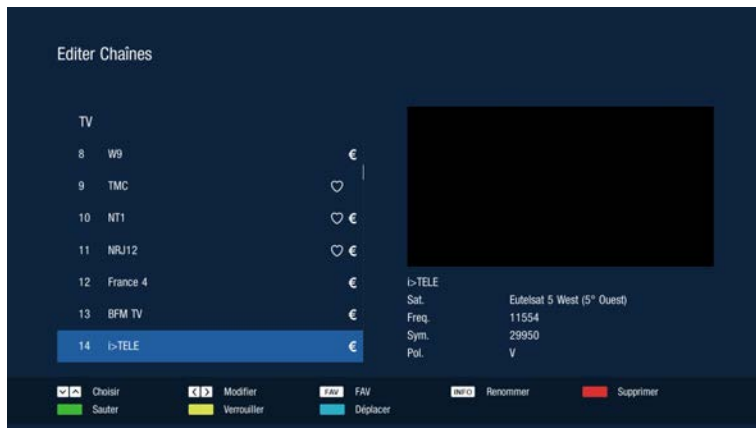 Editer Chaînes
TV
8 W9 €
9 TMC
10 NT1 €
11 NRJ12 €
12 France 4 €
13 BFM TV €
14 i>TELE €
i>TELE
Sat. Eutelsat 5 West (5° Ouest)
Freq. 11554
Sym. 29950
Pol. V
Choisir Modifier FAV FAV INFO Renommer Supprimer
Sauter Verrouiller Déplacer